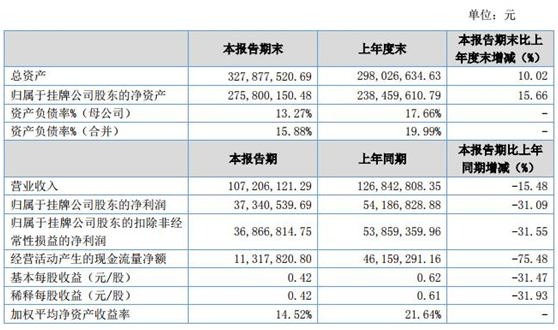 单位：元
本报告期末 上年度末 本报告期末比上年度末增减（%）
总资产 327,877,520.69 298,026,634.63 10.02
归属于挂牌公司股东的净资产 275,800,150.48 238,459,610.79 15.66
资产负债率%（母公司） 13.27% 17.66% -
资产负债率%（合并） 15.88% 19.99% -
本报告期 上年同期 本报告期比上年同期增减（%）
营业收入 107,206,121.29 126,842,808.35 -15.48
归属于挂牌公司股东的净利润 37,340,539.69 54,186,828.88 -31.09
归属于挂牌公司股东的扣除非经常性损益的净利润 36,866,814.75 53,859,359.96 -31.55
经营活动产生的现金流量净额 11,317,820.80 46,159,291.16 -75.48
基本每股收益（元/股） 0.42 0.62 -31.47
稀释每股收益（元/股） 0.42 0.61 -31.93
加权平均净资产收益率 14.52% 21.64% -